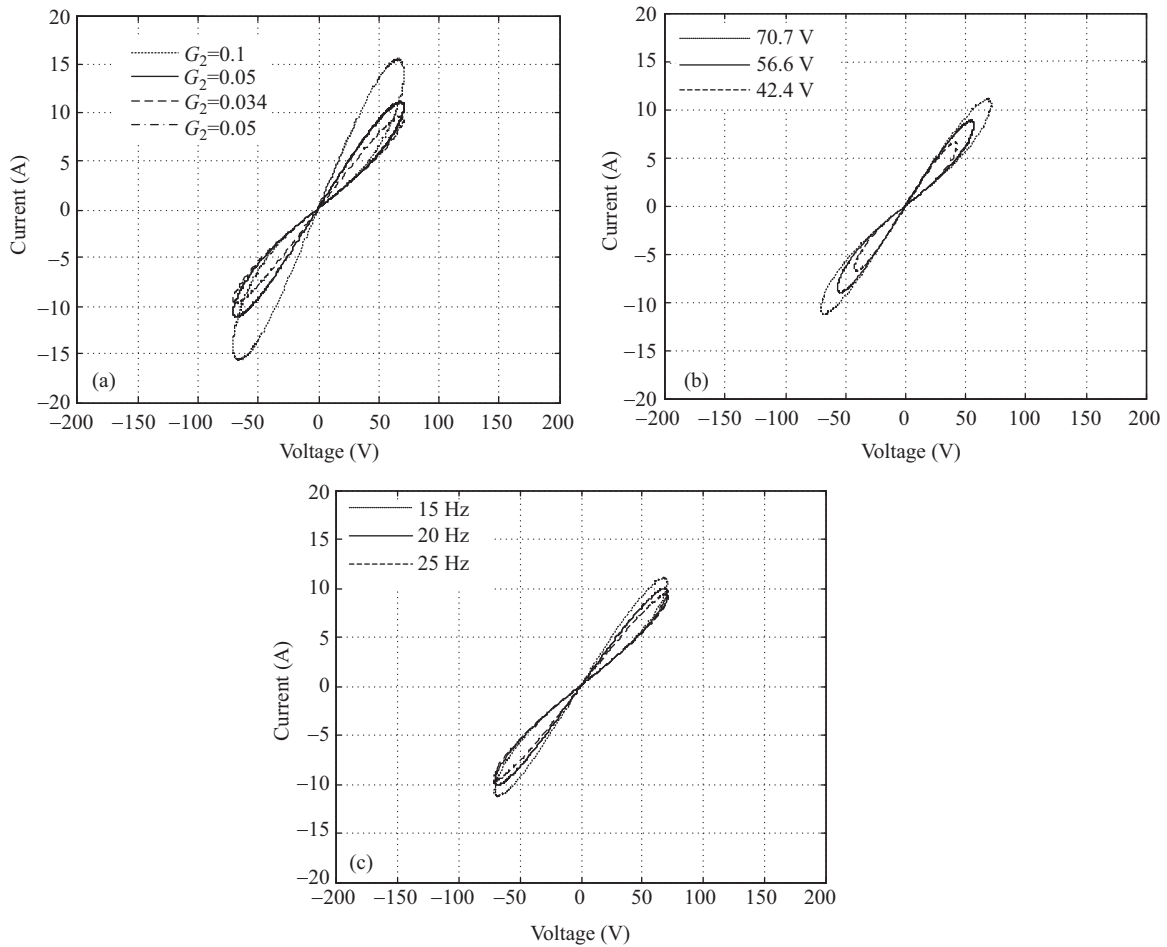 20
15
10
5
0
–5
–10
–15
–20
Current (A)
G2=0.1
G2=0.05
G2=0.034
G2=0.05
(a)
–200 –150 –100 –50 0 50 100 150 200
Voltage (V)
20
15
10
5
0
–5
–10
–15
–20
Current (A)
70.7 V
56.6 V
42.4 V
(b)
–200 –150 –100 –50 0 50 100 150 200
Voltage (V)
20
15
10
5
0
–5
–10
–15
–20
Current (A)
15 Hz
20 Hz
25 Hz
(c)
–200 –150 –100 –50 0 50 100 150 200
Voltage (V)